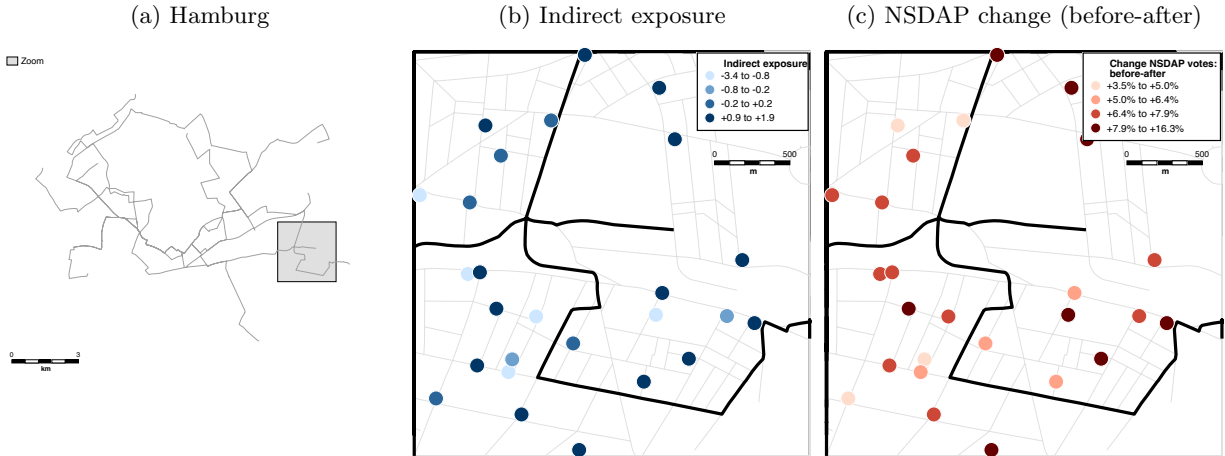 (a) Hamburg
Zoom
0 3
km
(b) Indirect exposure
Indirect exposure
-3.4 to -0.8
-0.8 to -0.2
-0.2 to +0.2
+0.9 to +1.9
0 500
m
(c) NSDAP change (before-after)
Change NSDAP votes:
before-after
+3.5% to +5.0%
+5.0% to +6.4%
+6.4% to +7.9%
+7.9% to +16.3%
0 500
m